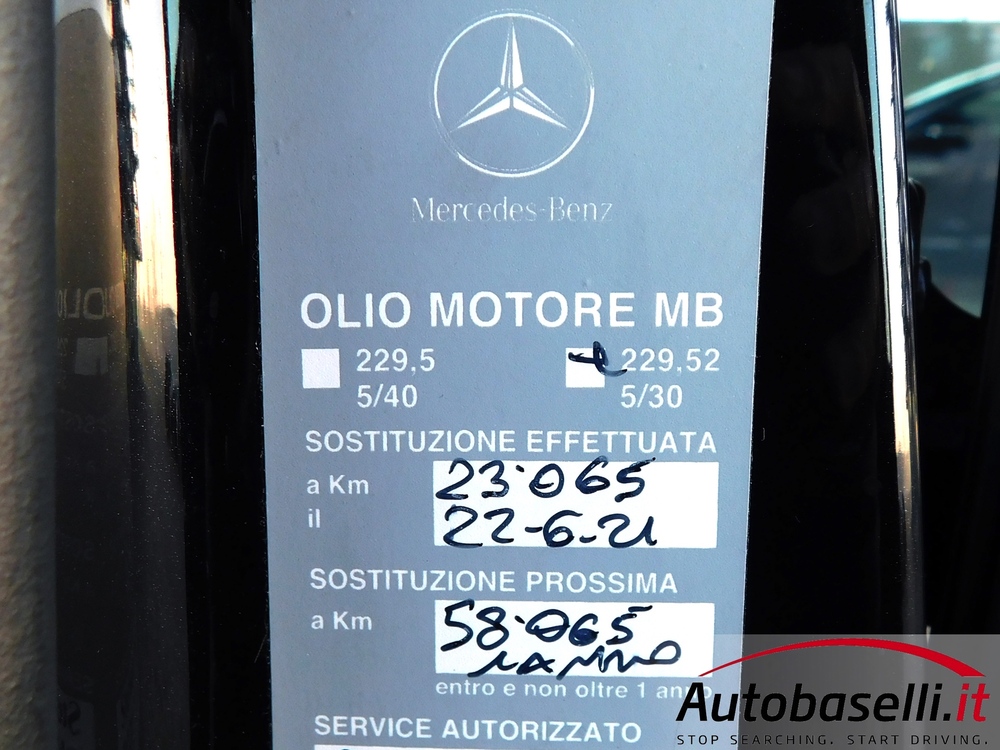 Mercedes-Benz
OLIO MOTORE MB
229,5
229,52
5/40
5/30
SOSTITUZIONE EFFETTUATA
a Km 23·065
il 22-6-21
SOSTITUZIONE PROSSIMA
a Km 58·065
entro e non oltre 1 anno
SERVICE AUTORIZZATO
Autobaselli.it
STOP SEARCHING. START DRIVING.